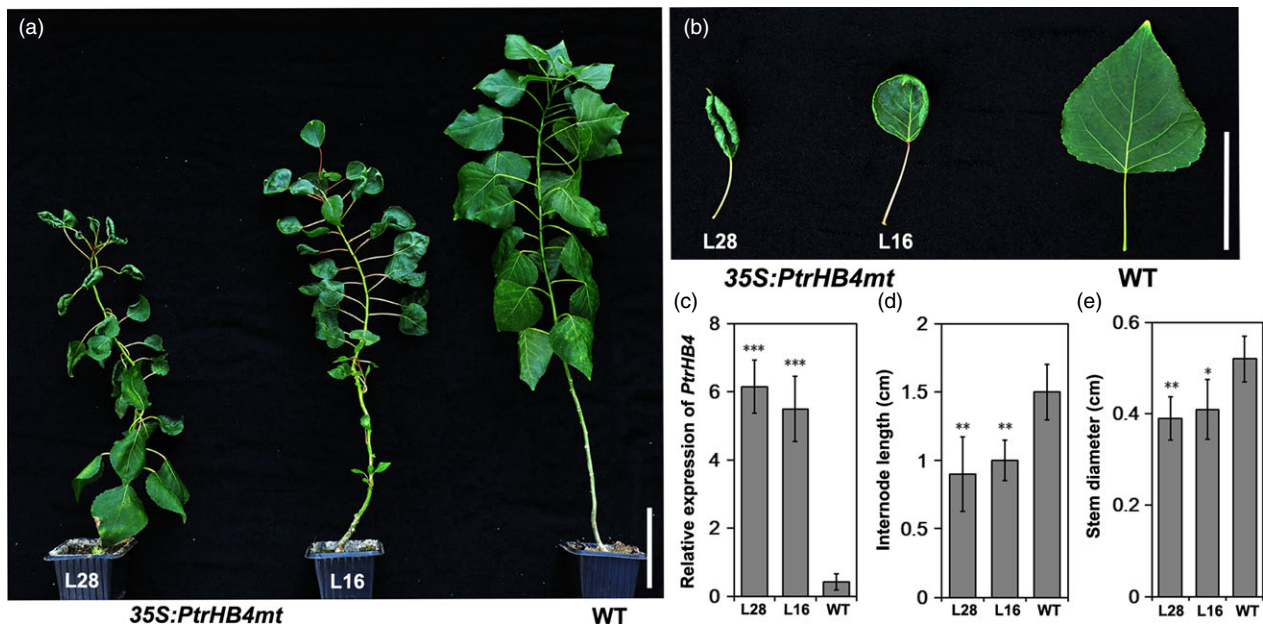 (a)
L28
L16
35S:PtrHB4mt
WT
(b)
L28
L16
35S:PtrHB4mt
WT
(c)
Relative expression of PtrHB4
8
6
4
2
0
***
***
L28 L16 WT
(d)
Internode length (cm)
2
1.5
1
0.5
0
**
**
L28 L16 WT
(e)
Stem diameter (cm)
0.6
0.4
0.2
0
**
*
L28 L16 WT